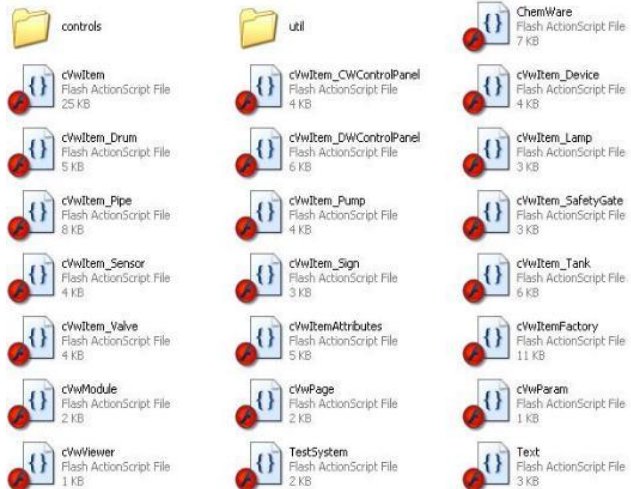 controls
util
ChemWare
Flash ActionScript File
7 KB
cVwItem
Flash ActionScript File
25 KB
cVwItem_CWControlPanel
Flash ActionScript File
4 KB
cVwItem_Device
Flash ActionScript File
4 KB
cVwItem_Drum
Flash ActionScript File
5 KB
cVwItem_DWControlPanel
Flash ActionScript File
6 KB
cVwItem_Lamp
Flash ActionScript File
3 KB
cVwItem_Pipe
Flash ActionScript File
8 KB
cVwItem_Pump
Flash ActionScript File
4 KB
cVwItem_SafetyGate
Flash ActionScript File
3 KB
cVwItem_Sensor
Flash ActionScript File
4 KB
cVwItem_Sign
Flash ActionScript File
3 KB
cVwItem_Tank
Flash ActionScript File
6 KB
cVwItem_Valve
Flash ActionScript File
4 KB
cVwItemAttributes
Flash ActionScript File
5 KB
cVwItemFactory
Flash ActionScript File
11 KB
cVwModule
Flash ActionScript File
2 KB
cVwPage
Flash ActionScript File
2 KB
cVwParam
Flash ActionScript File
1 KB
cVwViewer
Flash ActionScript File
1 KB
TestSystem
Flash ActionScript File
2 KB
Text
Flash ActionScript File
3 KB